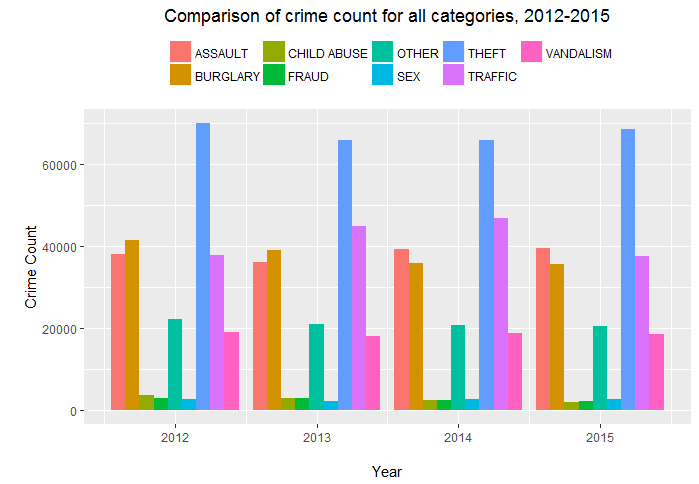 Comparison of crime count for all categories, 2012-2015
ASSAULT CHILD ABUSE OTHER THEFT VANDALISM
BURGLARY FRAUD SEX TRAFFIC
60000
40000
20000
0
Crime Count
2012 2013 2014 2015
Year